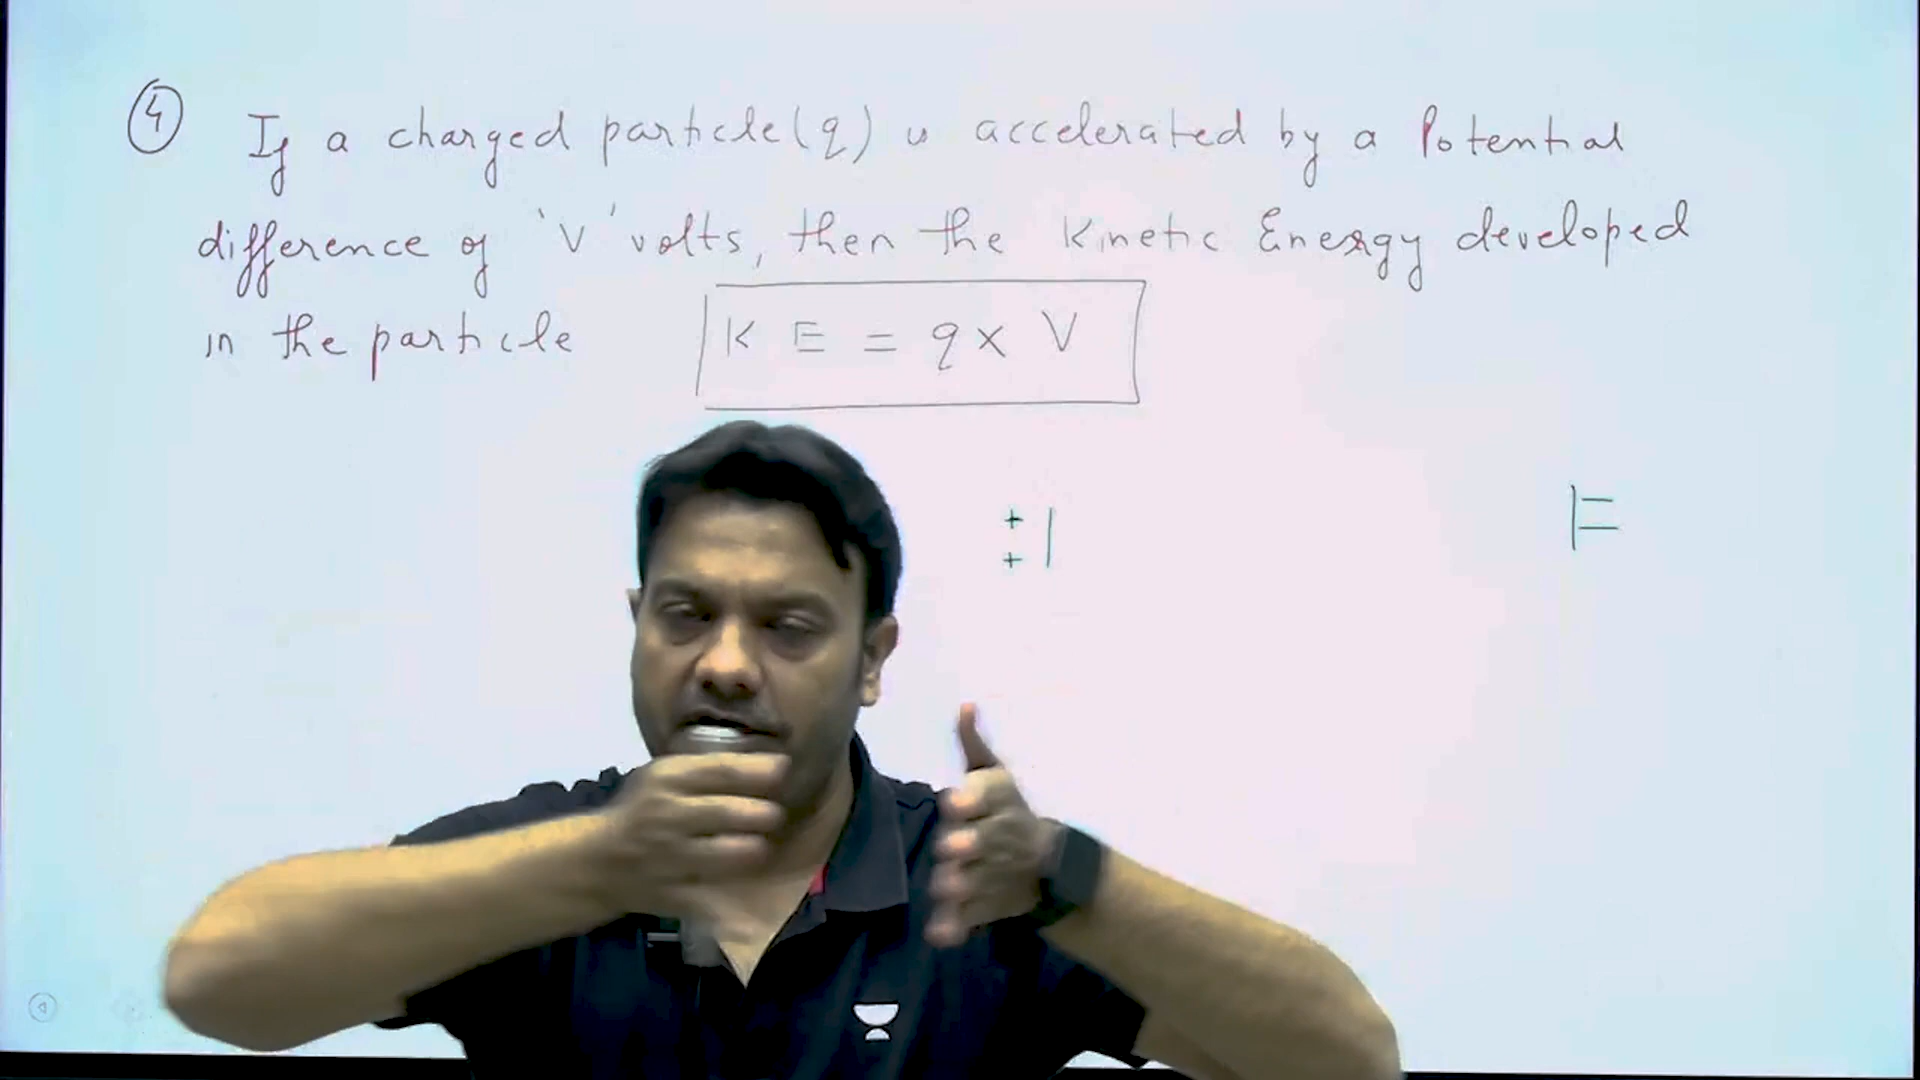 ④ If a charged particle (q) is accelerated by a Potential
difference of 'V' volts, then the Kinetic Energy developed
in the particle
KE = q x V
+
+ | | =